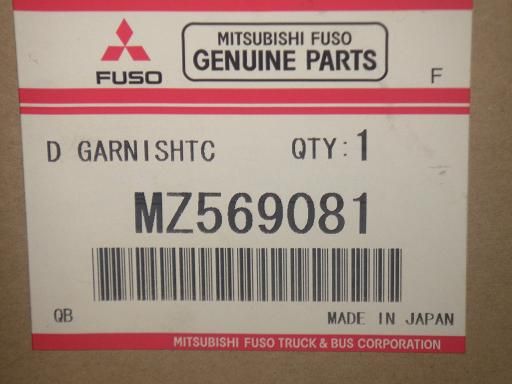 FUSO
MITSUBISHI FUSO
GENUINE PARTS
F
D GARNISHTC QTY:1
MZ569081
QB MADE IN JAPAN
MITSUBISHI FUSO TRUCK & BUS CORPORATION